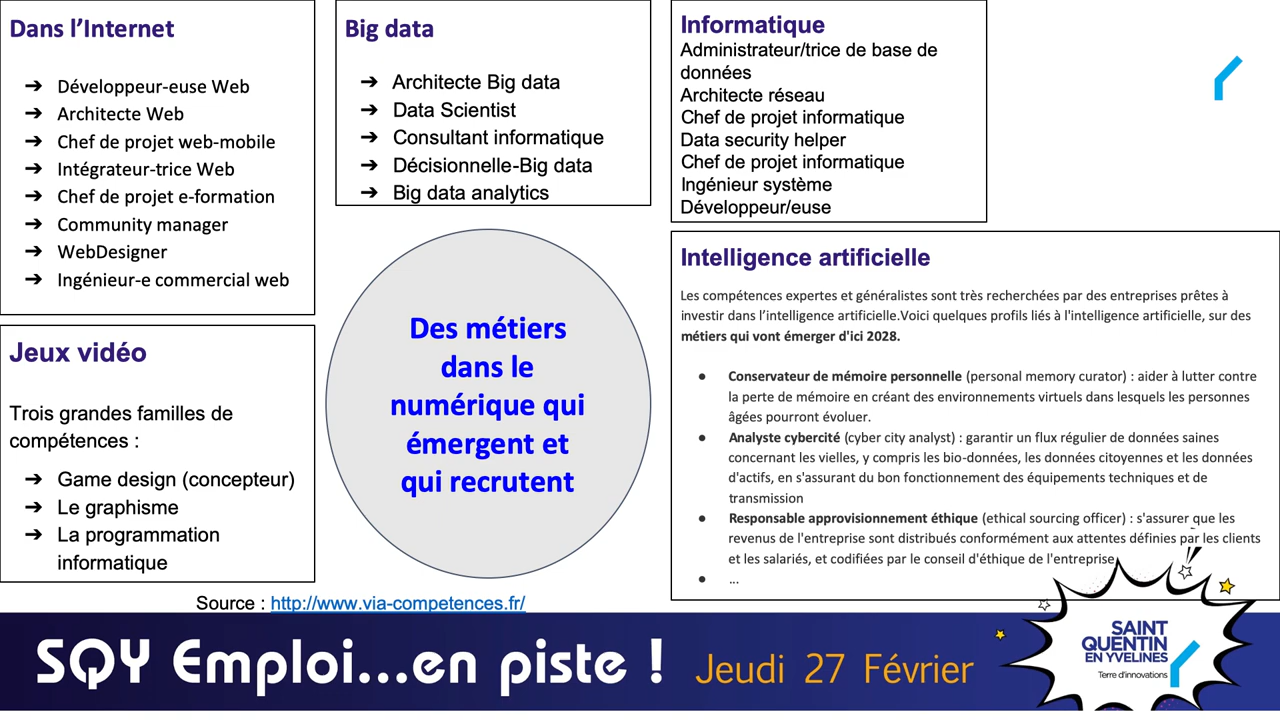 Dans l’Internet
➔ Développeur-euse Web
➔ Architecte Web
➔ Chef de projet web-mobile
➔ Intégrateur-trice Web
➔ Chef de projet e-formation
➔ Community manager
➔ WebDesigner
➔ Ingénieur-e commercial web
Big data
➔ Architecte Big data
➔ Data Scientist
➔ Consultant informatique
➔ Décisionnelle-Big data
➔ Big data analytics
Informatique
Administrateur/trice de base de
données
Architecte réseau
Chef de projet informatique
Data security helper
Chef de projet informatique
Ingénieur système
Développeur/euse
Jeux vidéo
Trois grandes familles de
compétences :
➔ Game design (concepteur)
➔ Le graphisme
➔ La programmation
informatique
Des métiers
dans le
numérique qui
émergent et
qui recrutent
Intelligence artificielle
Les compétences expertes et généralistes sont très recherchées par des entreprises prêtes à
investir dans l’intelligence artificielle.Voici quelques profils liés à l'intelligence artificielle, sur des
métiers qui vont émerger d'ici 2028.
● Conservateur de mémoire personnelle (personal memory curator) : aider à lutter contre
la perte de mémoire en créant des environnements virtuels dans lesquels les personnes
âgées pourront évoluer.
● Analyste cybercité (cyber city analyst) : garantir un flux régulier de données saines
concernant les vielles, y compris les bio-données, les données citoyennes et les données
d'actifs, en s'assurant du bon fonctionnement des équipements techniques et de
transmission
● Responsable approvisionnement éthique (ethical sourcing officer) : s'assurer que les
revenus de l'entreprise sont distribués conformément aux attentes définies par les clients
et les salariés, et codifiées par le conseil d'éthique de l'entreprise
● ...
Source : http://www.via-competences.fr/
SQY Emploi...en piste ! Jeudi 27 Février
SAINT
QUENTIN
EN YVELINES
Terre d'innovations